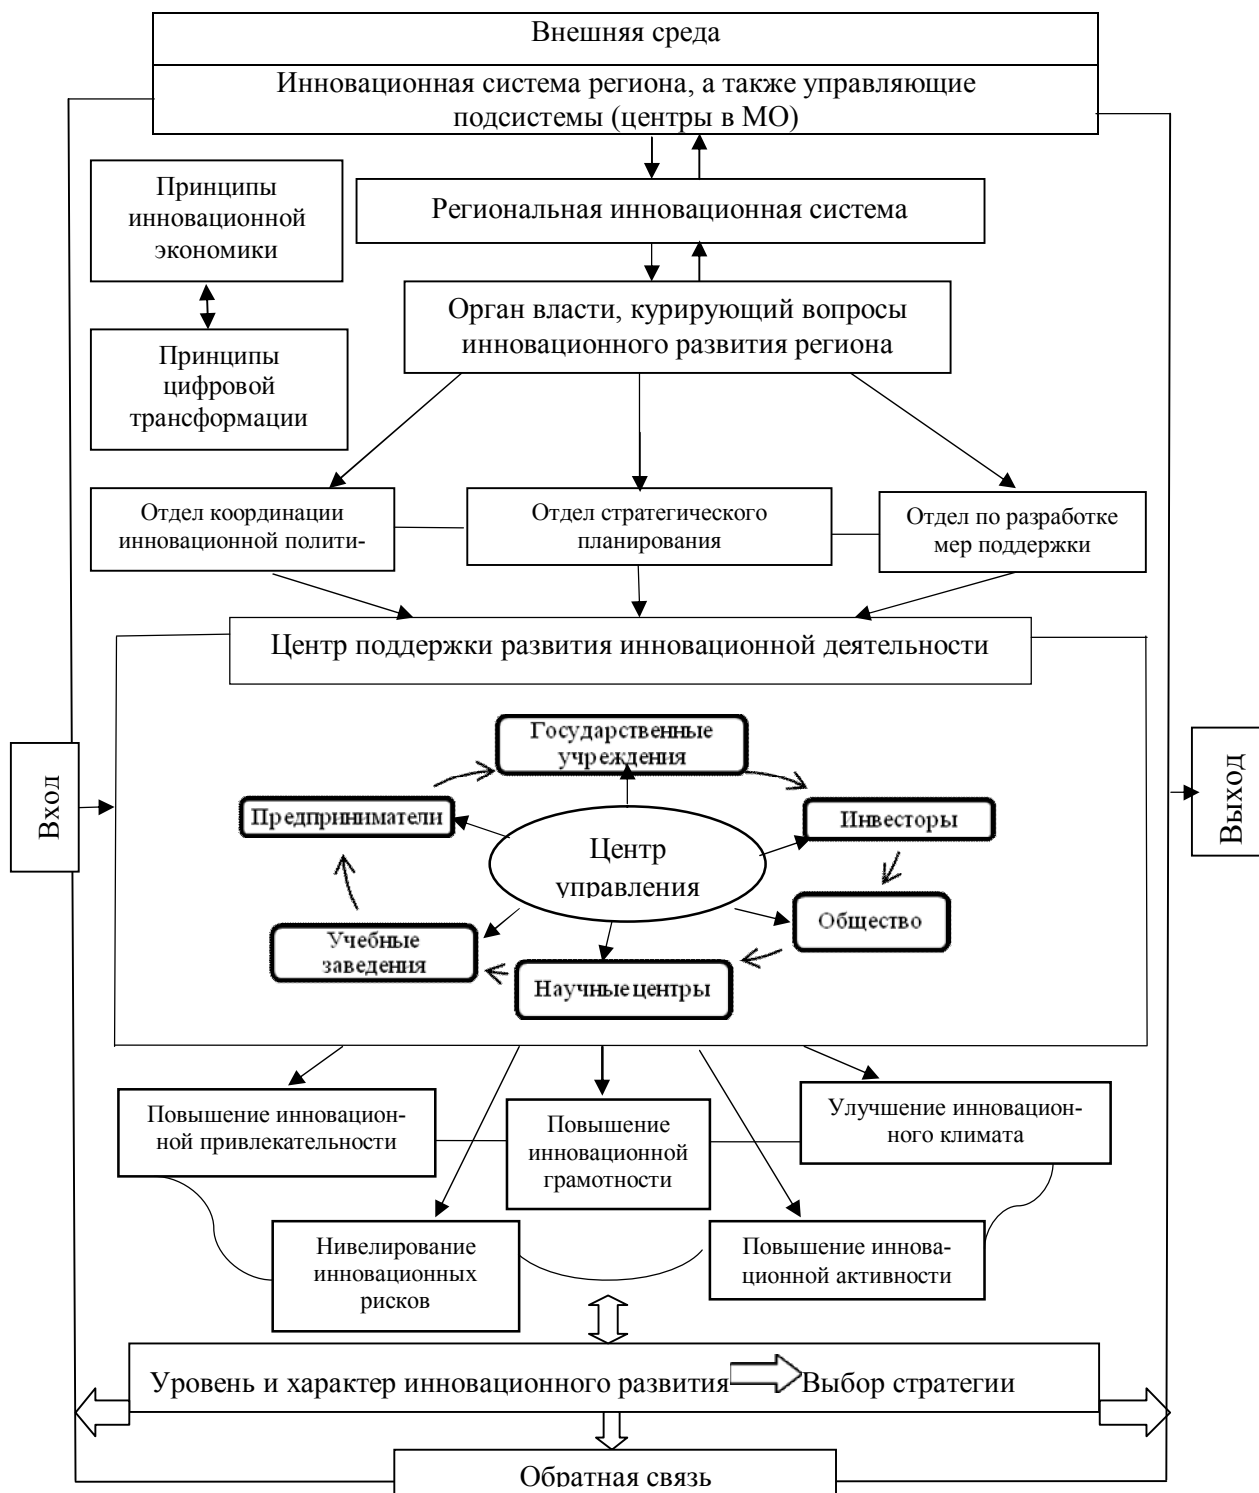 Внешняя среда
Инновационная система региона, а также управляющие
подсистемы (центры в МО)
Принципы
инновационной
экономики
Региональная инновационная система
Орган власти, курирующий вопросы
инновационного развития региона
Принципы
цифровой
трансформации
Отдел координации
инновационной полити-
Отдел стратегического
планирования
Отдел по разработке
мер поддержки
Центр поддержки развития инновационной деятельности
Вход
Государственные
учреждения
Предприниматели
Инвесторы
Центр
управления
Учебные
заведения
Общество
Научные центры
Выход
Повышение инновацион-
ной привлекательности
Повышение
инновационной
грамотности
Улучшение инновацион-
ного климата
Нивелирование
инновационных
рисков
Повышение иннова-
ционной активности
Уровень и характер инновационного развития Выбор стратегии
Обратная связь